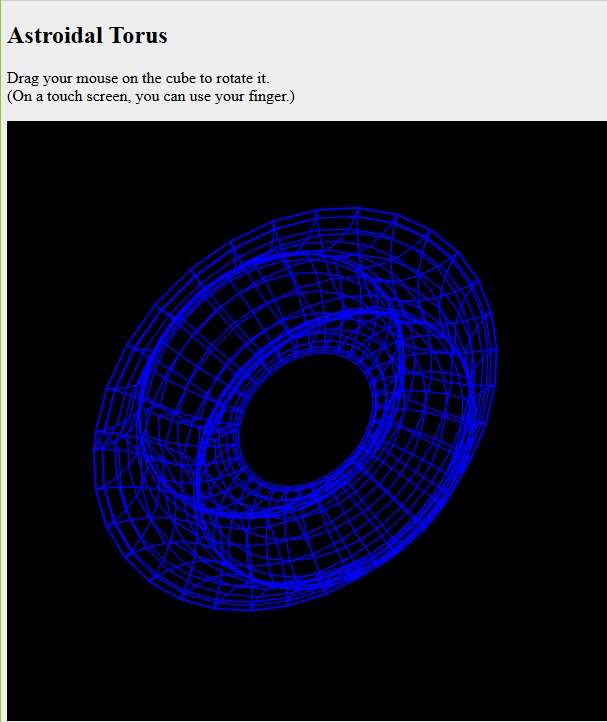 Astroidal Torus
Drag your mouse on the cube to rotate it.
(On a touch screen, you can use your finger.)